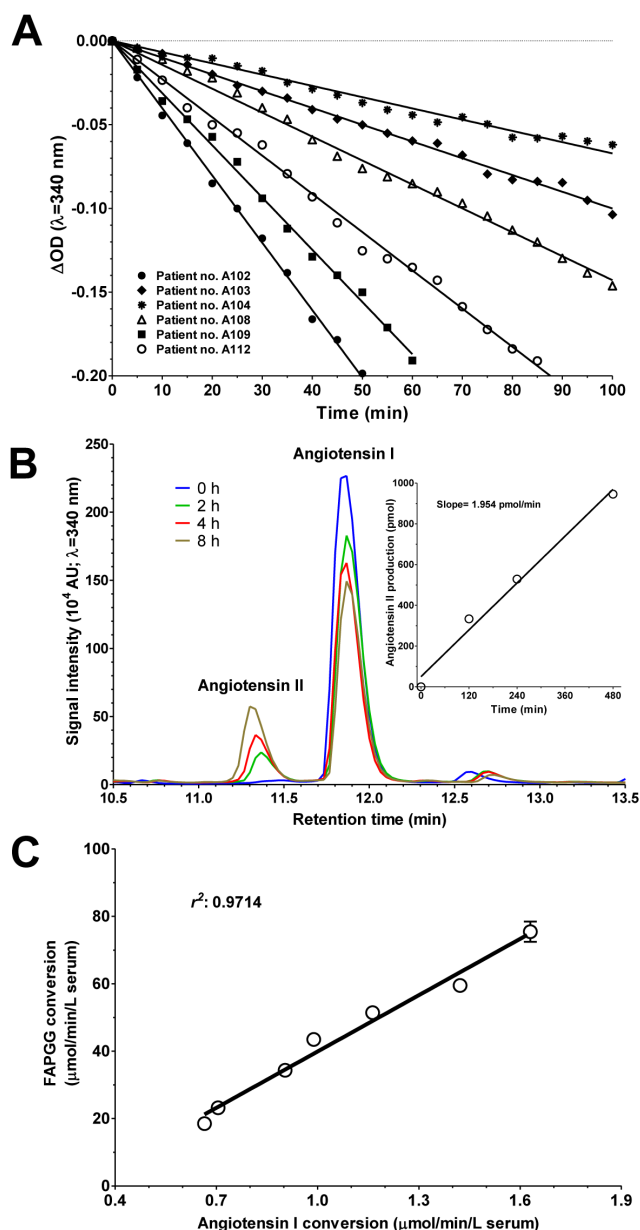 A
0.00
-0.05
-0.10
-0.15
-0.20
ΔOD (λ=340 nm)
Patient no. A102
Patient no. A103
Patient no. A104
Patient no. A108
Patient no. A109
Patient no. A112
0 10 20 30 40 50 60 70 80 90 100
Time (min)
B
250
200
150
100
50
0
Signal intensity (10⁴ AU; λ=340 nm)
Angiotensin I
0 h
2 h
4 h
8 h
Angiotensin II
10.5 11.0 11.5 12.0 12.5 13.0 13.5
Retention time (min)
1000
800
600
400
200
0
Angiotensin II production (pmol)
Slope= 1.954 pmol/min
0 120 240 360 480
Time (min)
C
100
80
60
40
20
0
FAPGG conversion
(μmol/min/L serum)
r²: 0.9714
0.4 0.7 1.0 1.3 1.6 1.9
Angiotensin I conversion (μmol/min/L serum)